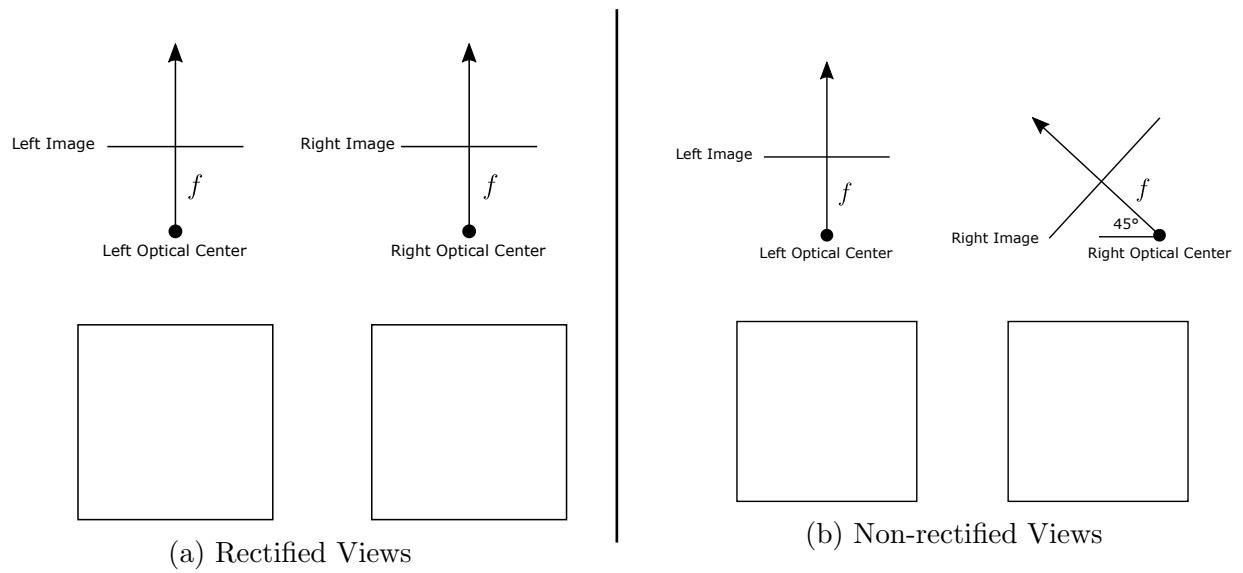 Left Image
f
Left Optical Center
Right Image
f
Right Optical Center
(a) Rectified Views
Left Image
f
Left Optical Center
f
45°
Right Image
Right Optical Center
(b) Non-rectified Views